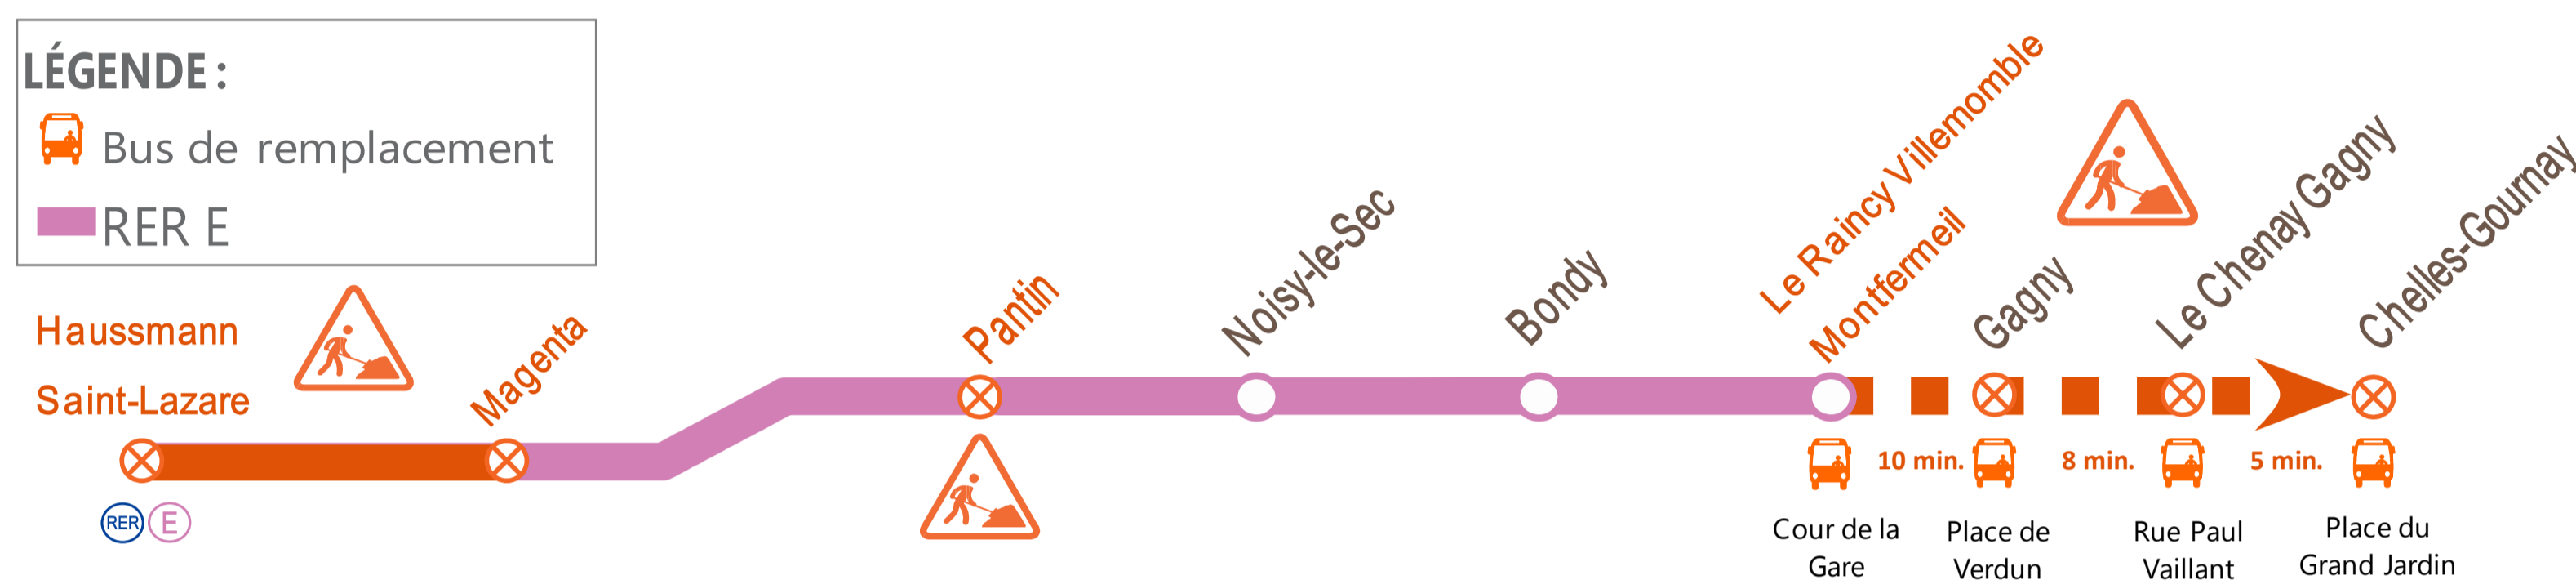 LÉGENDE :
Bus de remplacement
RER E
Haussmann
Saint-Lazare
Magenta
Pantin
Noisy-le-Sec
Bondy
Le Raincy Villemomble
Montfermeil
Gagny
Le Chenay Gagny
Chelles-Gournay
RER E
10 min.
8 min.
5 min.
Cour de la
Gare
Place de
Verdun
Rue Paul
Vaillant
Place du
Grand Jardin